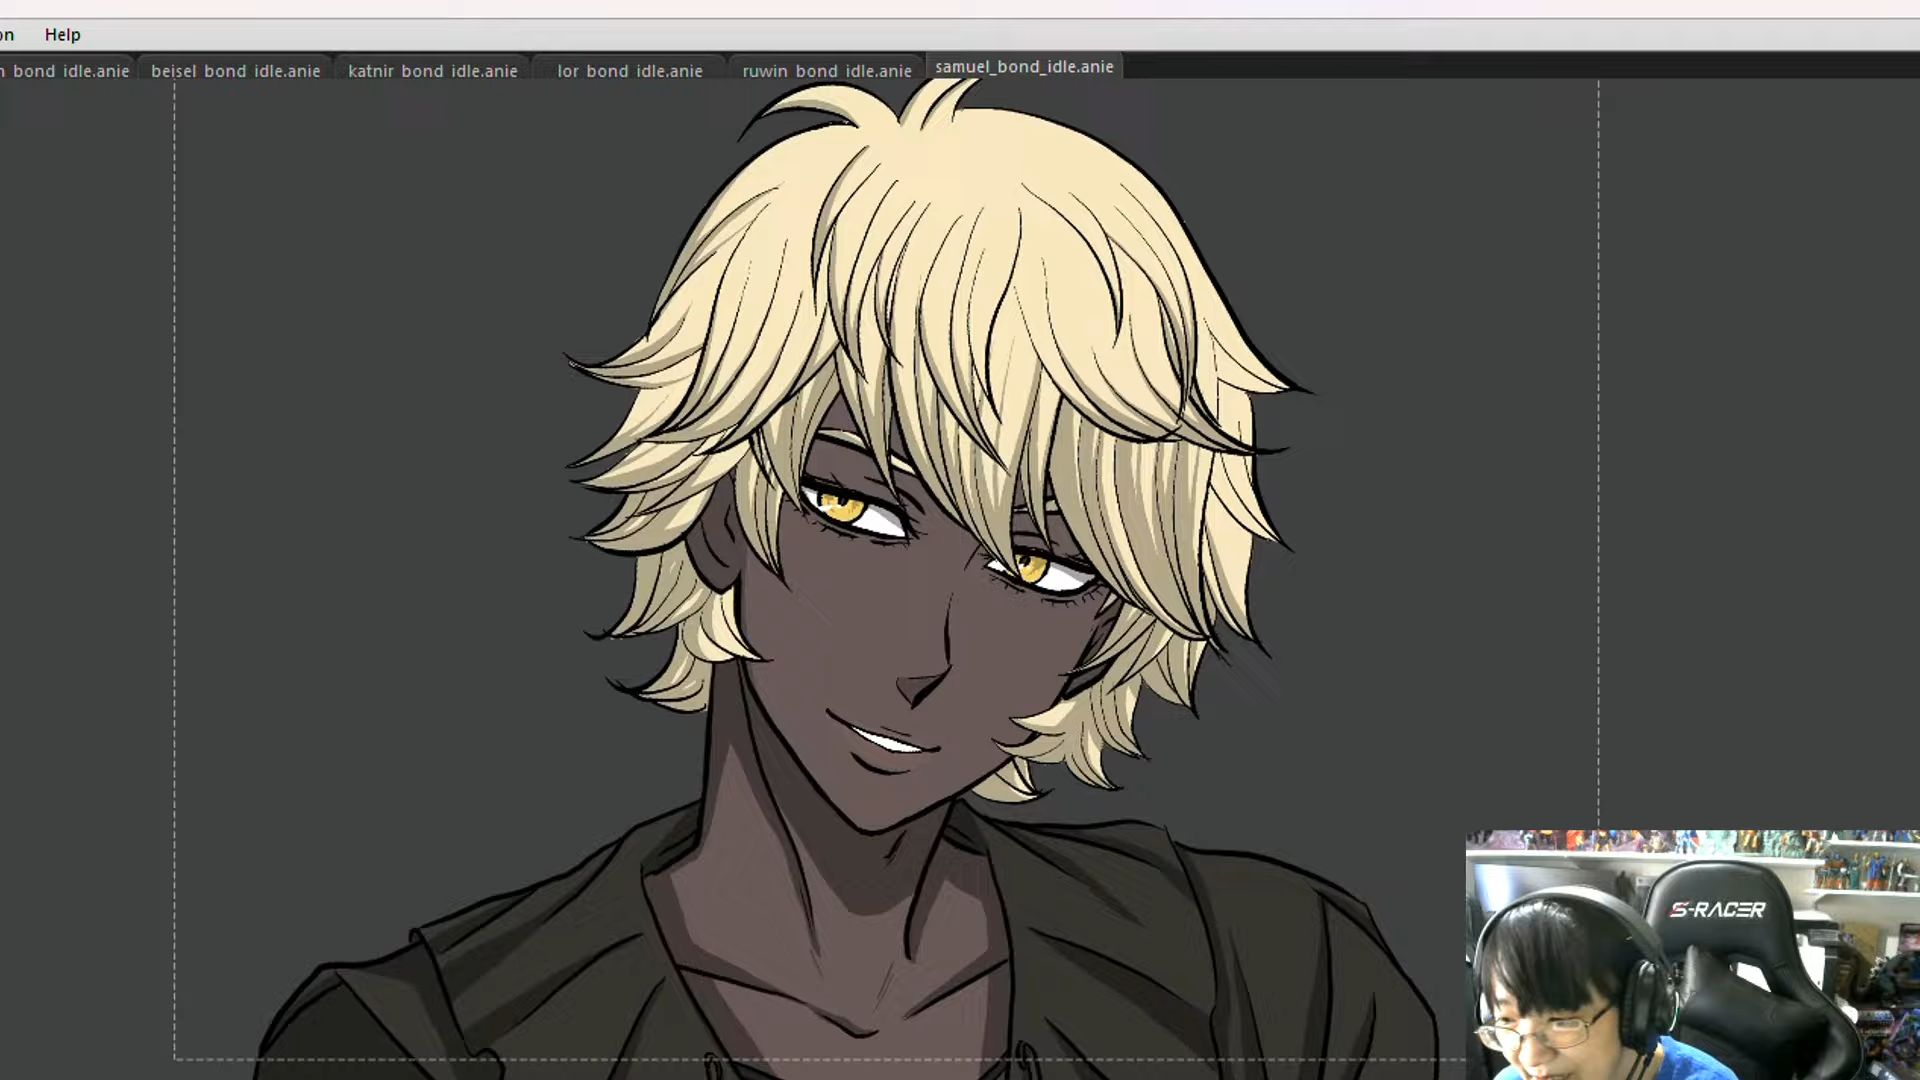 on Help
n bond idle.anie beisel bond idle.anie katnir bond idle.anie lor bond idle.anie ruwin bond idle.anie samuel_bond_idle.anie
S-RACER